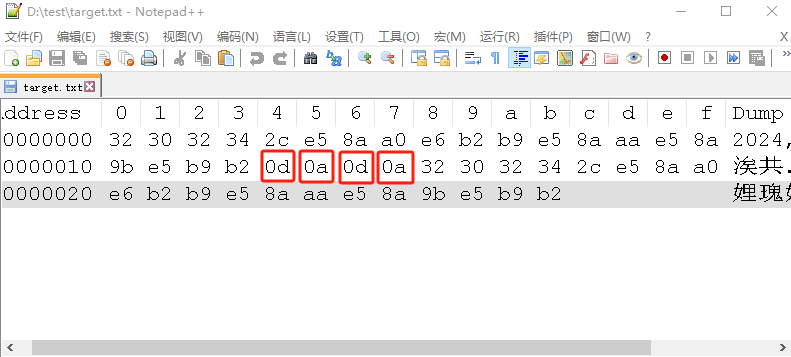 D:\test\target.txt - Notepad++
文件(F) 编辑(E) 搜索(S) 视图(V) 编码(N) 语言(L) 设置(T) 工具(O) 宏(M) 运行(R) 插件(P) 窗口(W) ? X
target.txt
ddress 0 1 2 3 4 5 6 7 8 9 a b c d e f Dump
0000000 32 30 32 34 2c e5 8a a0 e6 b2 b9 e5 8a aa e5 8a 2024,
0000010 9b e5 b9 b2 0d 0a 0d 0a 32 30 32 34 2c e5 8a a0 涘共.
0000020 e6 b2 b9 e5 8a aa e5 8a 9b e5 b9 b2 娌瑰